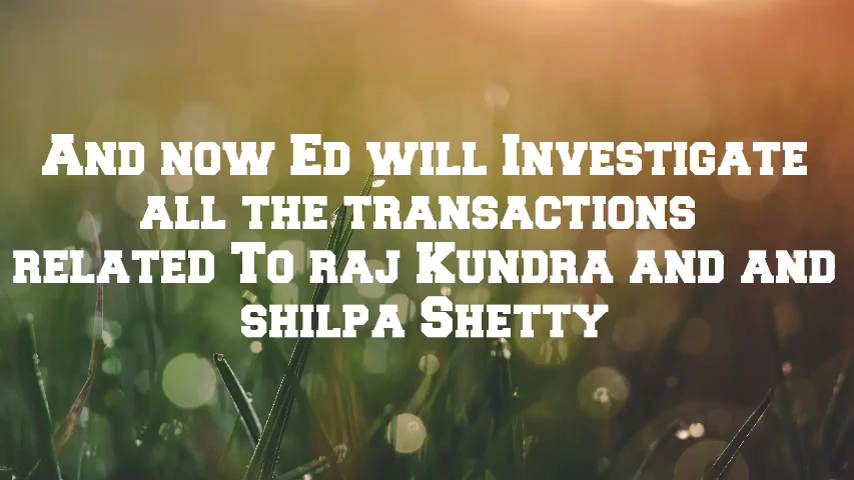 And now Ed will Investigate
all the transactions
related To raj Kundra and and
shilpa Shetty